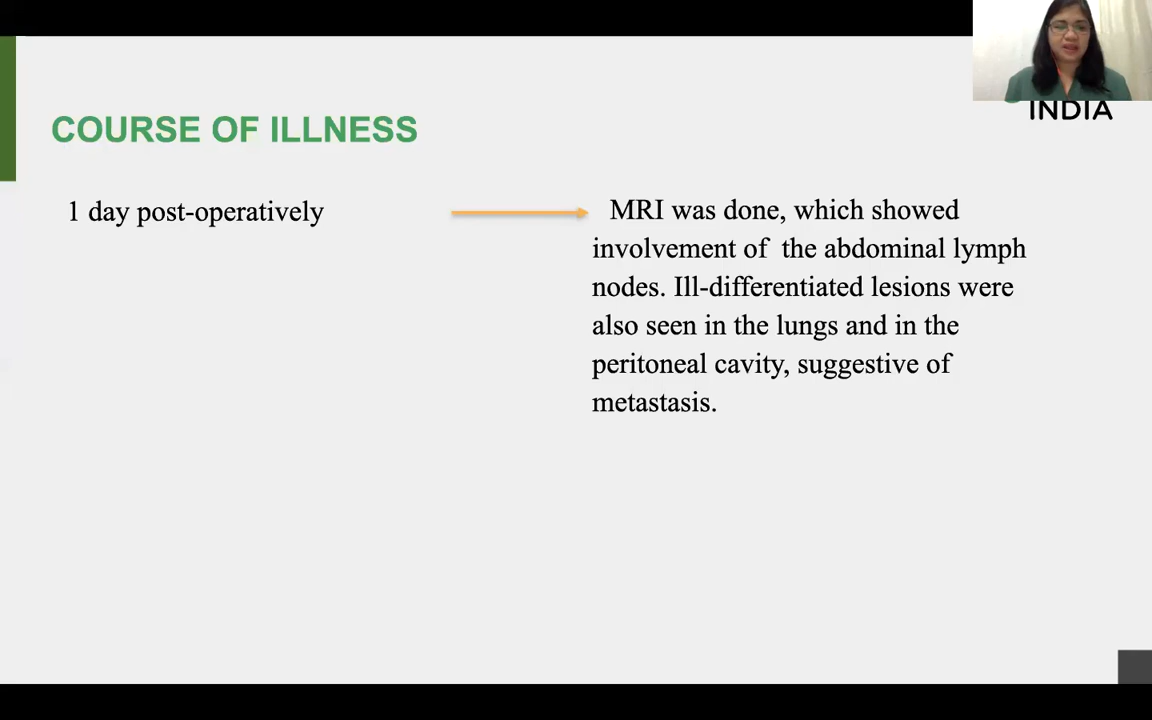 INDIA
COURSE OF ILLNESS
1 day post-operatively
MRI was done, which showed
involvement of the abdominal lymph
nodes. Ill-differentiated lesions were
also seen in the lungs and in the
peritoneal cavity, suggestive of
metastasis.